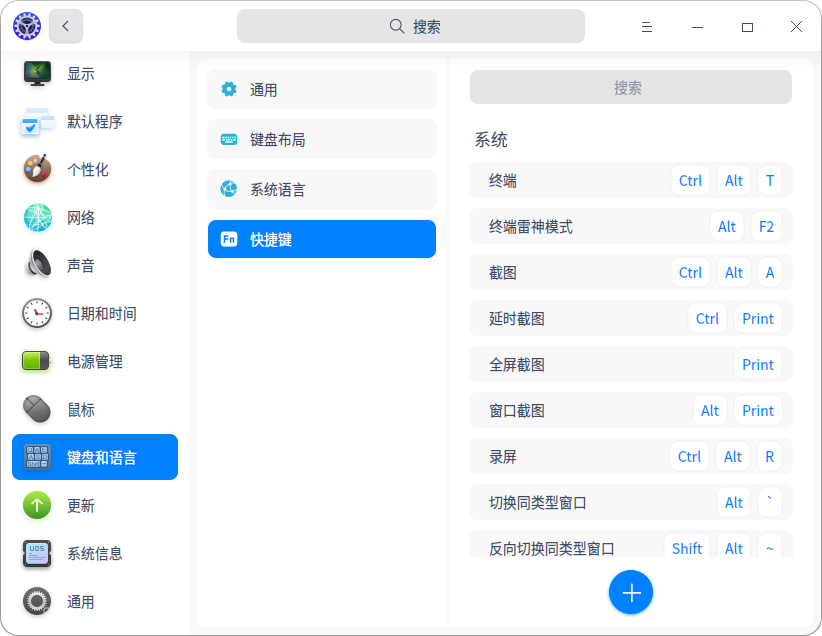 搜索
显示
默认程序
个性化
网络
声音
日期和时间
电源管理
鼠标
键盘和语言
更新
UOS
系统信息
通用
通用
键盘布局
系统语言
Fn 快捷键
搜索
系统
终端 Ctrl Alt T
终端雷神模式 Alt F2
截图 Ctrl Alt A
延时截图 Ctrl Print
全屏截图 Print
窗口截图 Alt Print
录屏 Ctrl Alt R
切换同类型窗口 Alt `
反向切换同类型窗口 Shift Alt ~